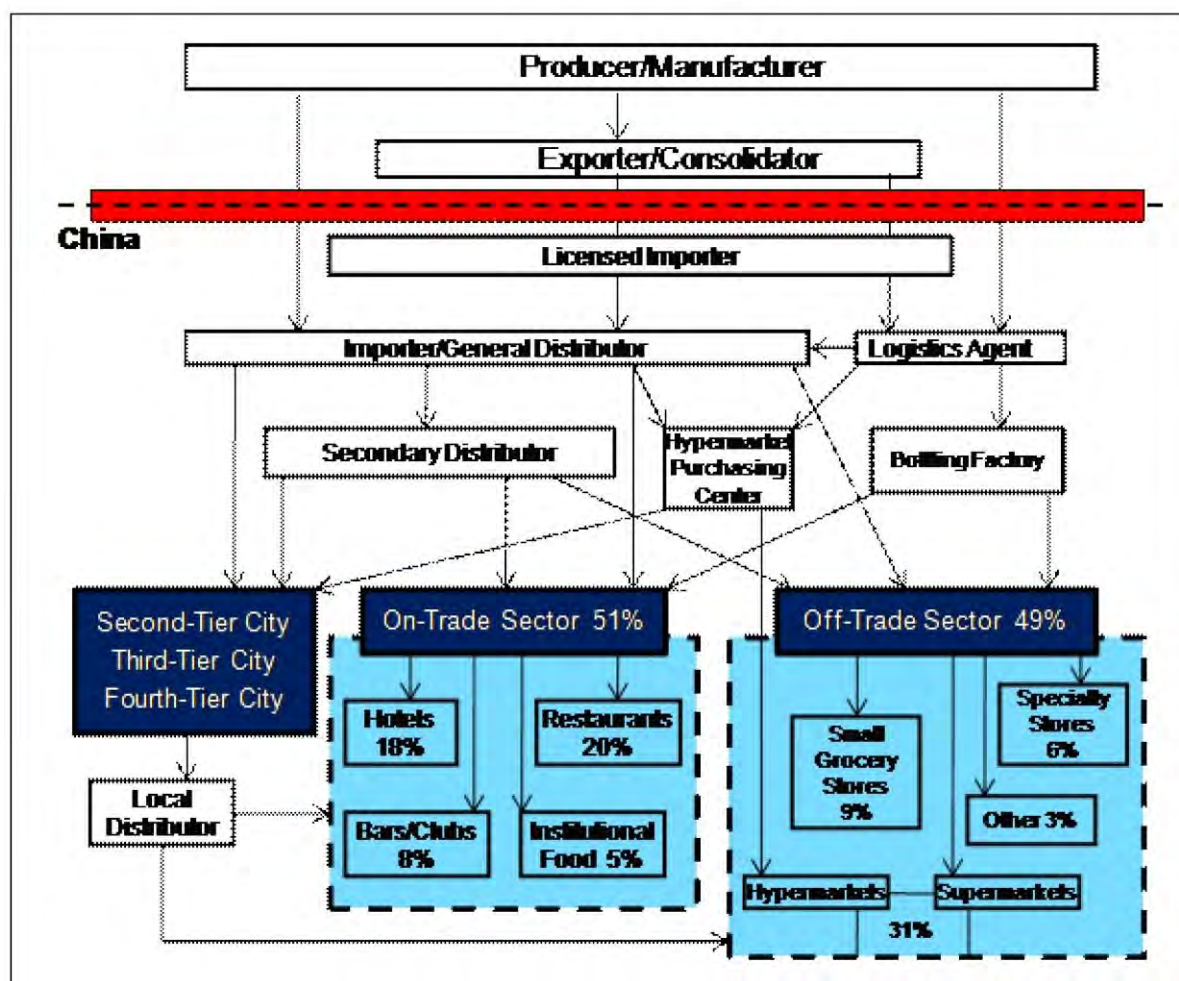 Producer/Manufacturer
Exporter/Consolidator
China
Licensed Importer
Importer/General Distributor
Logistics Agent
Secondary Distributor
Hypermarket
Purchasing
Center
Bottling Factory
Second-Tier City
Third-Tier City
Fourth-Tier City
On-Trade Sector 51%
Off-Trade Sector 49%
Hotels
18%
Restaurants
20%
Small
Grocery
Stores
9%
Specialty
Stores
6%
Local
Distributor
Bars/Clubs
8%
Institutional
Food 5%
Other 3%
Hypermarkets
Supermarkets
31%